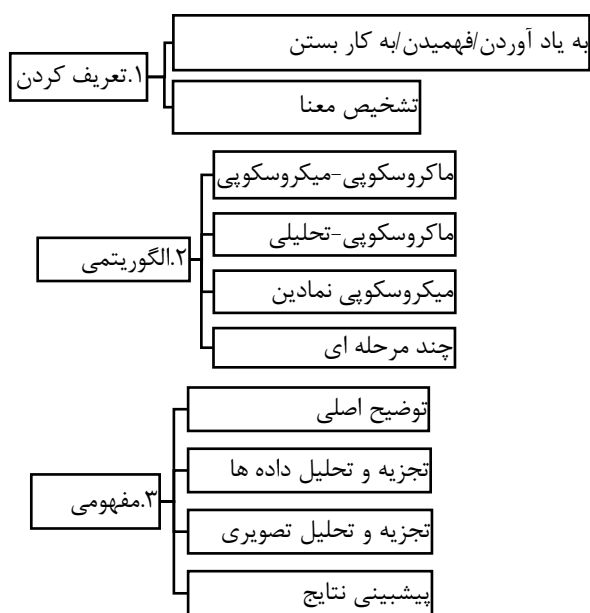 ۱.تعریف کردن
به یاد آوردن/فهمیدن/به کار بستن
تشخیص معنا
۲.الگوریتمی
ماکروسکوپی-میکروسکوپی
ماکروسکوپی-تحلیلی
میکروسکوپی نمادین
چند مرحله ای
۳.مفهومی
توضیح اصلی
تجزیه و تحلیل داده ها
تجزیه و تحلیل تصویری
پیشبینی نتایج